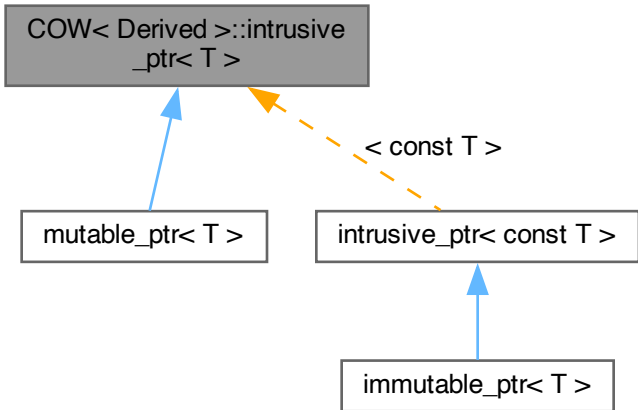 COW< Derived >::intrusive
_ptr< T >
< const T >
mutable_ptr< T >
intrusive_ptr< const T >
immutable_ptr< T >